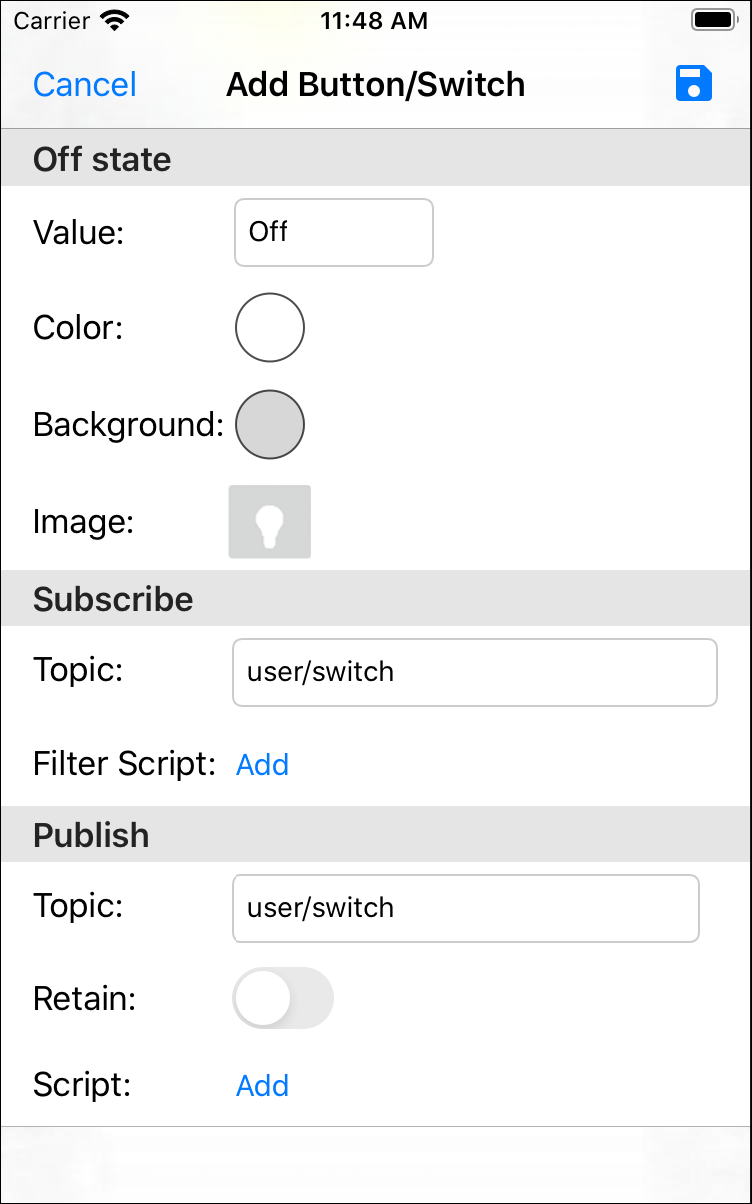 Carrier 11:48 AM
Cancel Add Button/Switch
Off state
Value: Off
Color:
Background:
Image:
Subscribe
Topic: user/switch
Filter Script: Add
Publish
Topic: user/switch
Retain:
Script: Add